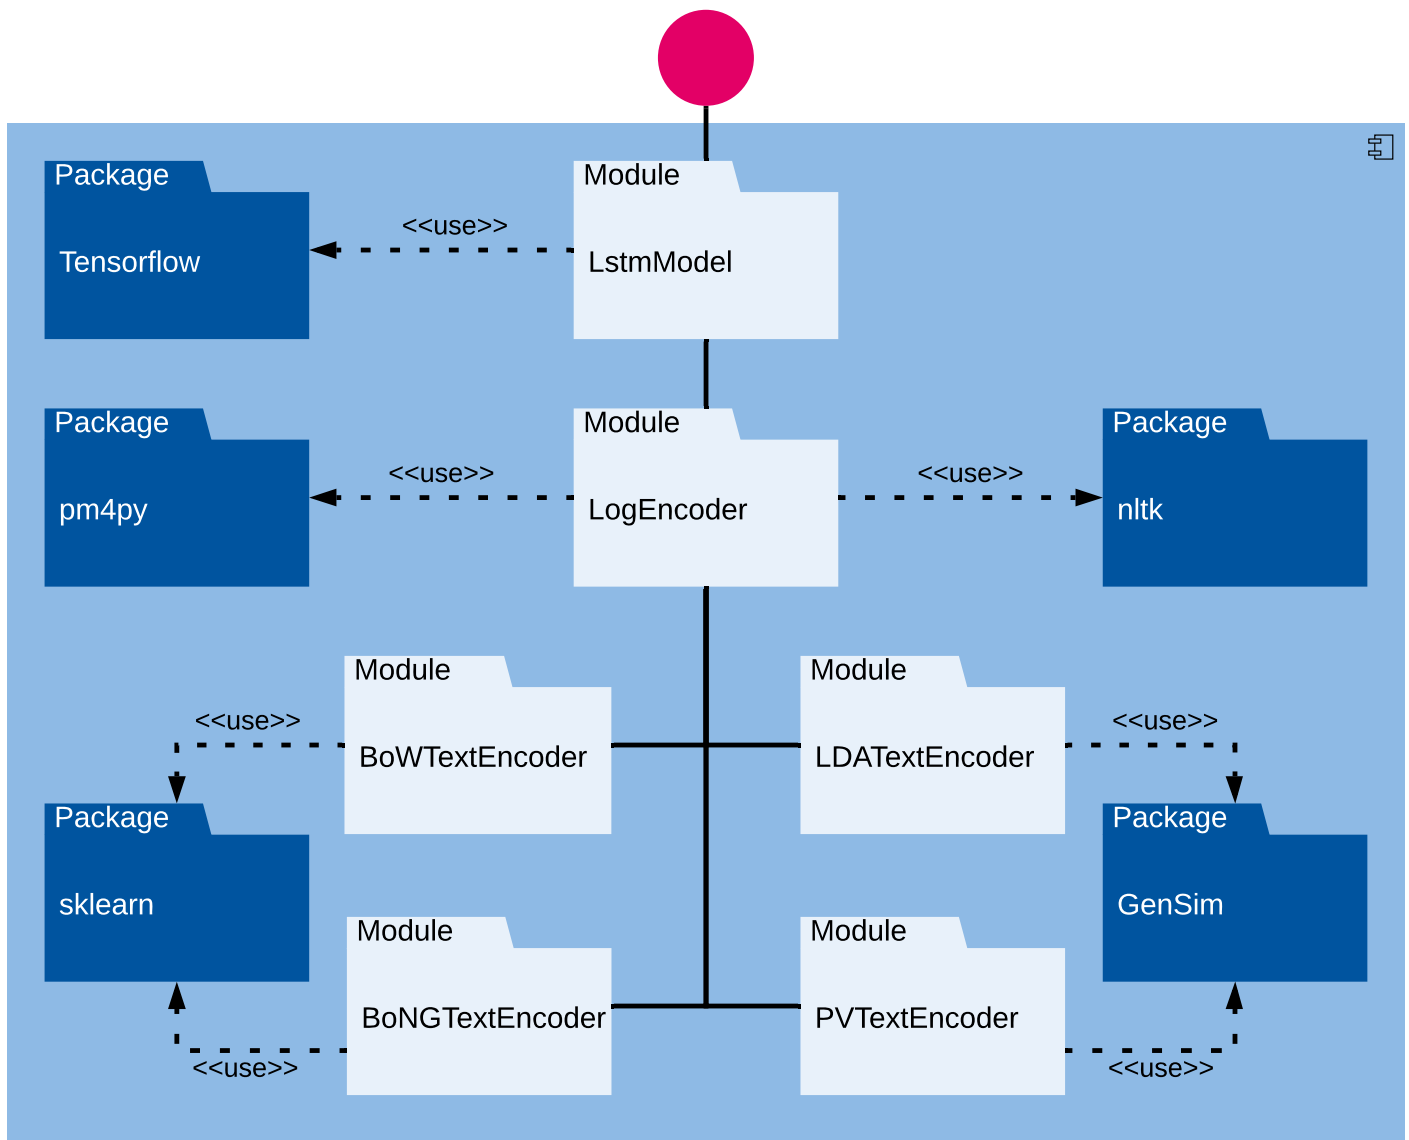 Package
Tensorflow
<<use>>
Module
LstmModel
Package
pm4py
<<use>>
Module
LogEncoder
<<use>>
Package
nltk
<<use>>
Module
BoWTextEncoder
Module
LDATextEncoder
<<use>>
Package
sklearn
Package
GenSim
<<use>>
Module
BoNGTextEncoder
Module
PVTextEncoder
<<use>>